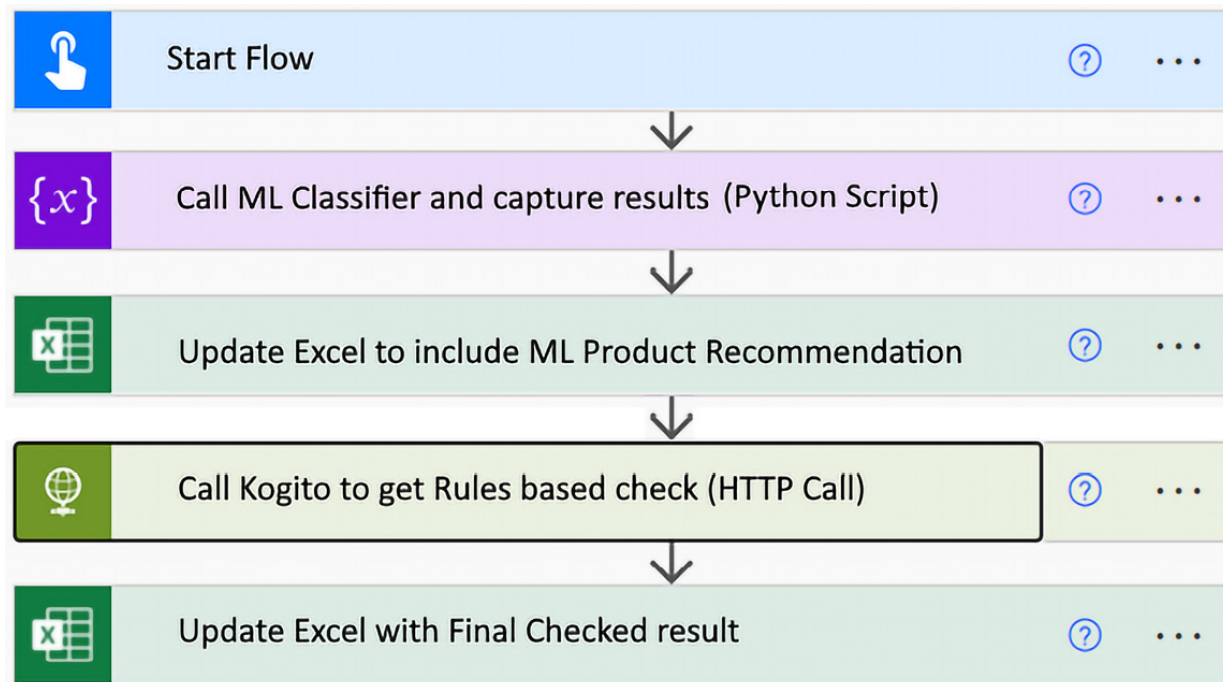 Start Flow
{x} Call ML Classifier and capture results (Python Script)
X Update Excel to include ML Product Recommendation
Call Kogito to get Rules based check (HTTP Call)
X Update Excel with Final Checked result